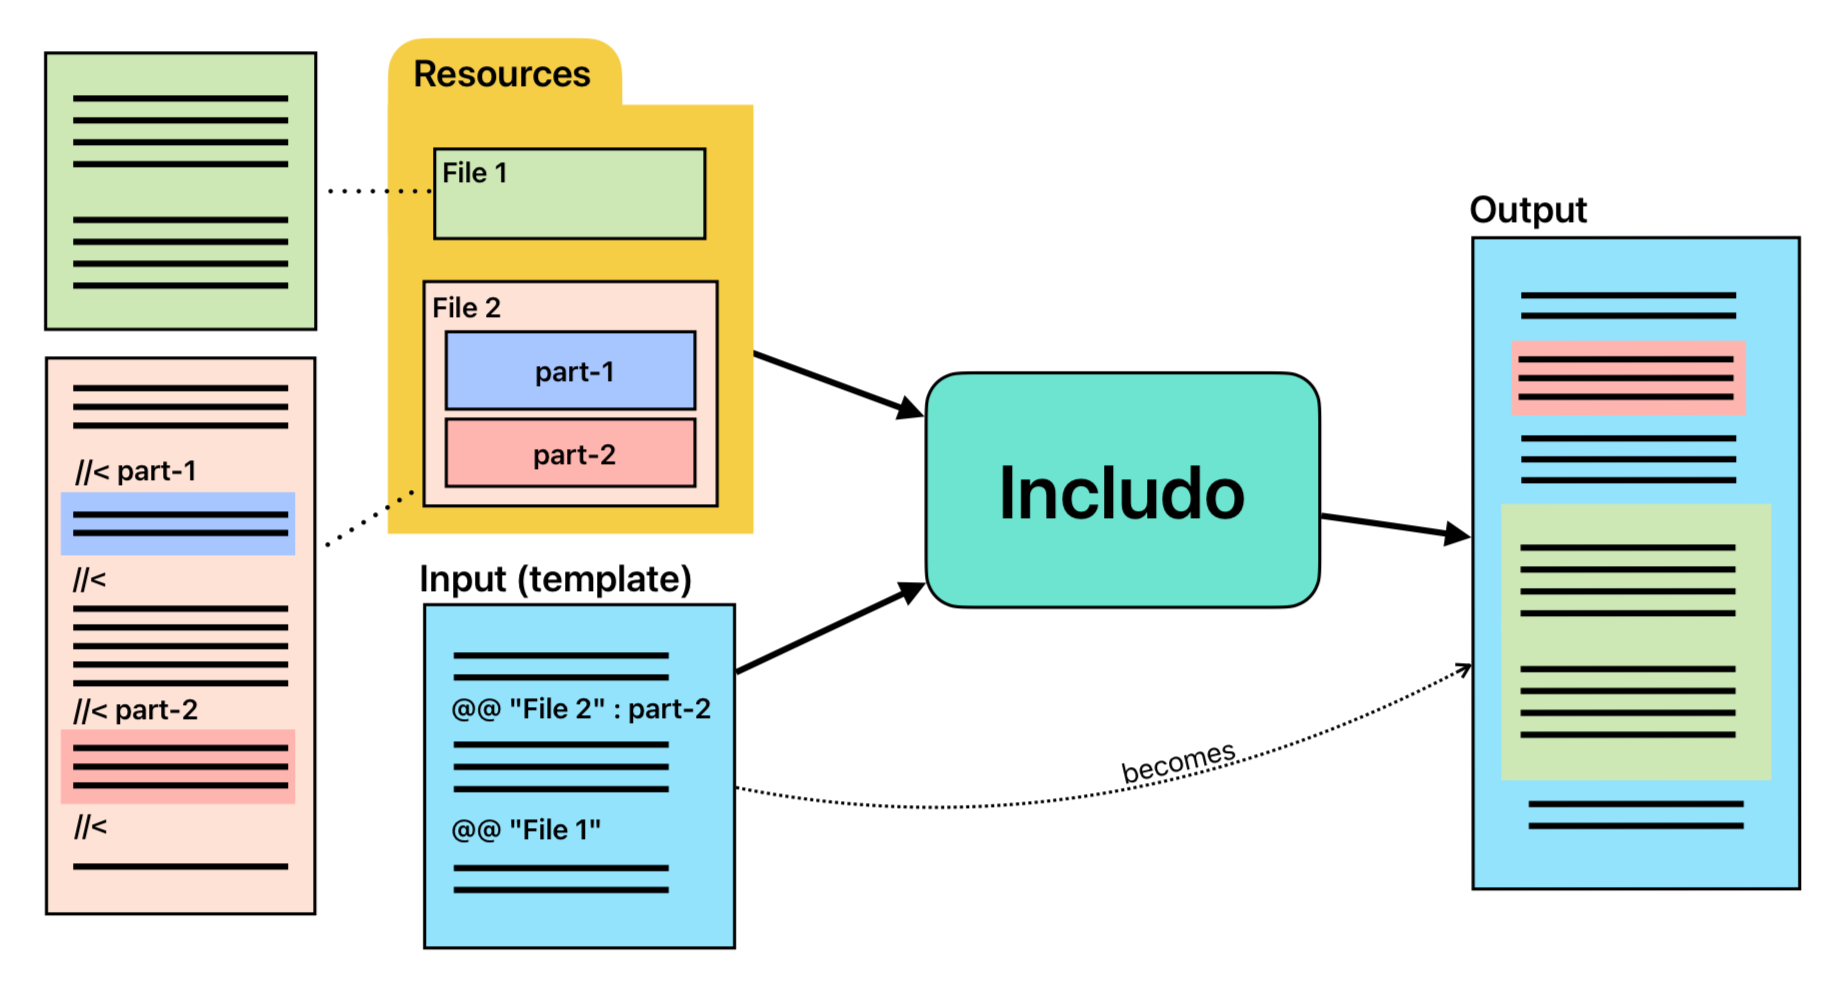 Resources
File 1
File 2
part-1
part-2
//< part-1
//<
//< part-2
//<
Input (template)
@@ "File 2" : part-2
@@ "File 1"
Includo
becomes
Output